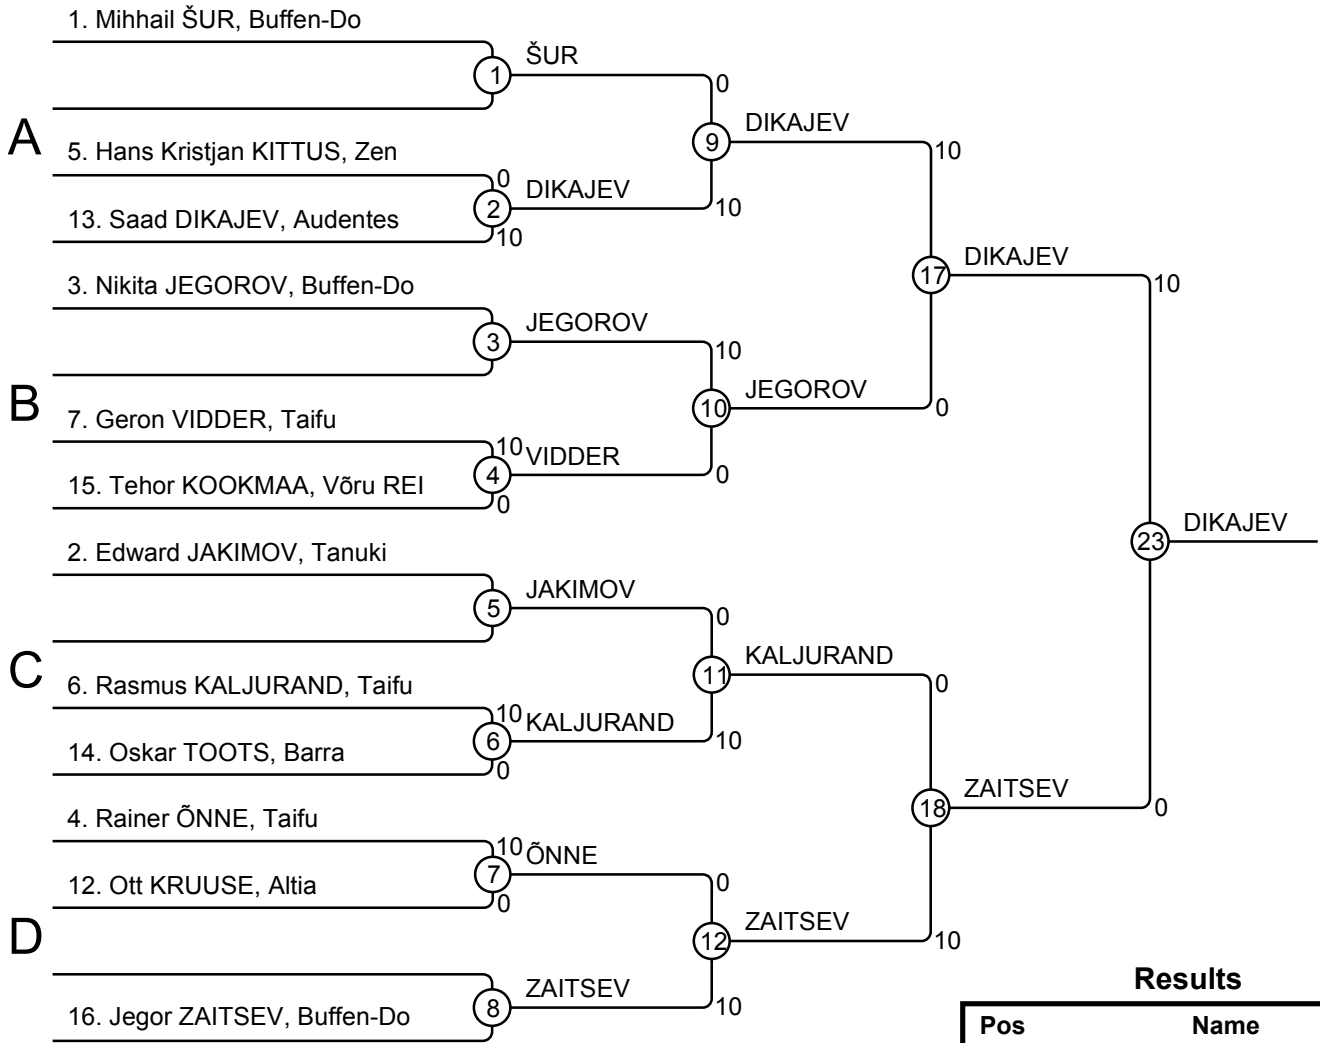 1. Mihhail ŠUR, Buffen-Do
1
ŠUR
0
A
5. Hans Kristjan KITTUS, Zen
0
13. Saad DIKAJEV, Audentes
10
2
DIKAJEV
10
9
DIKAJEV
10
3. Nikita JEGOROV, Buffen-Do
3
JEGOROV
10
B
7. Geron VIDDER, Taifu
10
15. Tehor KOOKMAA, Võru REI
0
4
VIDDER
0
10
JEGOROV
0
17
DIKAJEV
10
2. Edward JAKIMOV, Tanuki
5
JAKIMOV
0
C
6. Rasmus KALJURAND, Taifu
10
14. Oskar TOOTS, Barra
0
6
KALJURAND
10
11
KALJURAND
0
4. Rainer ÕNNE, Taifu
10
12. Ott KRUUSE, Altia
0
7
ÕNNE
0
D
16. Jegor ZAITSEV, Buffen-Do
8
ZAITSEV
10
12
ZAITSEV
10
18
ZAITSEV
0
23
DIKAJEV
Results
Pos Name